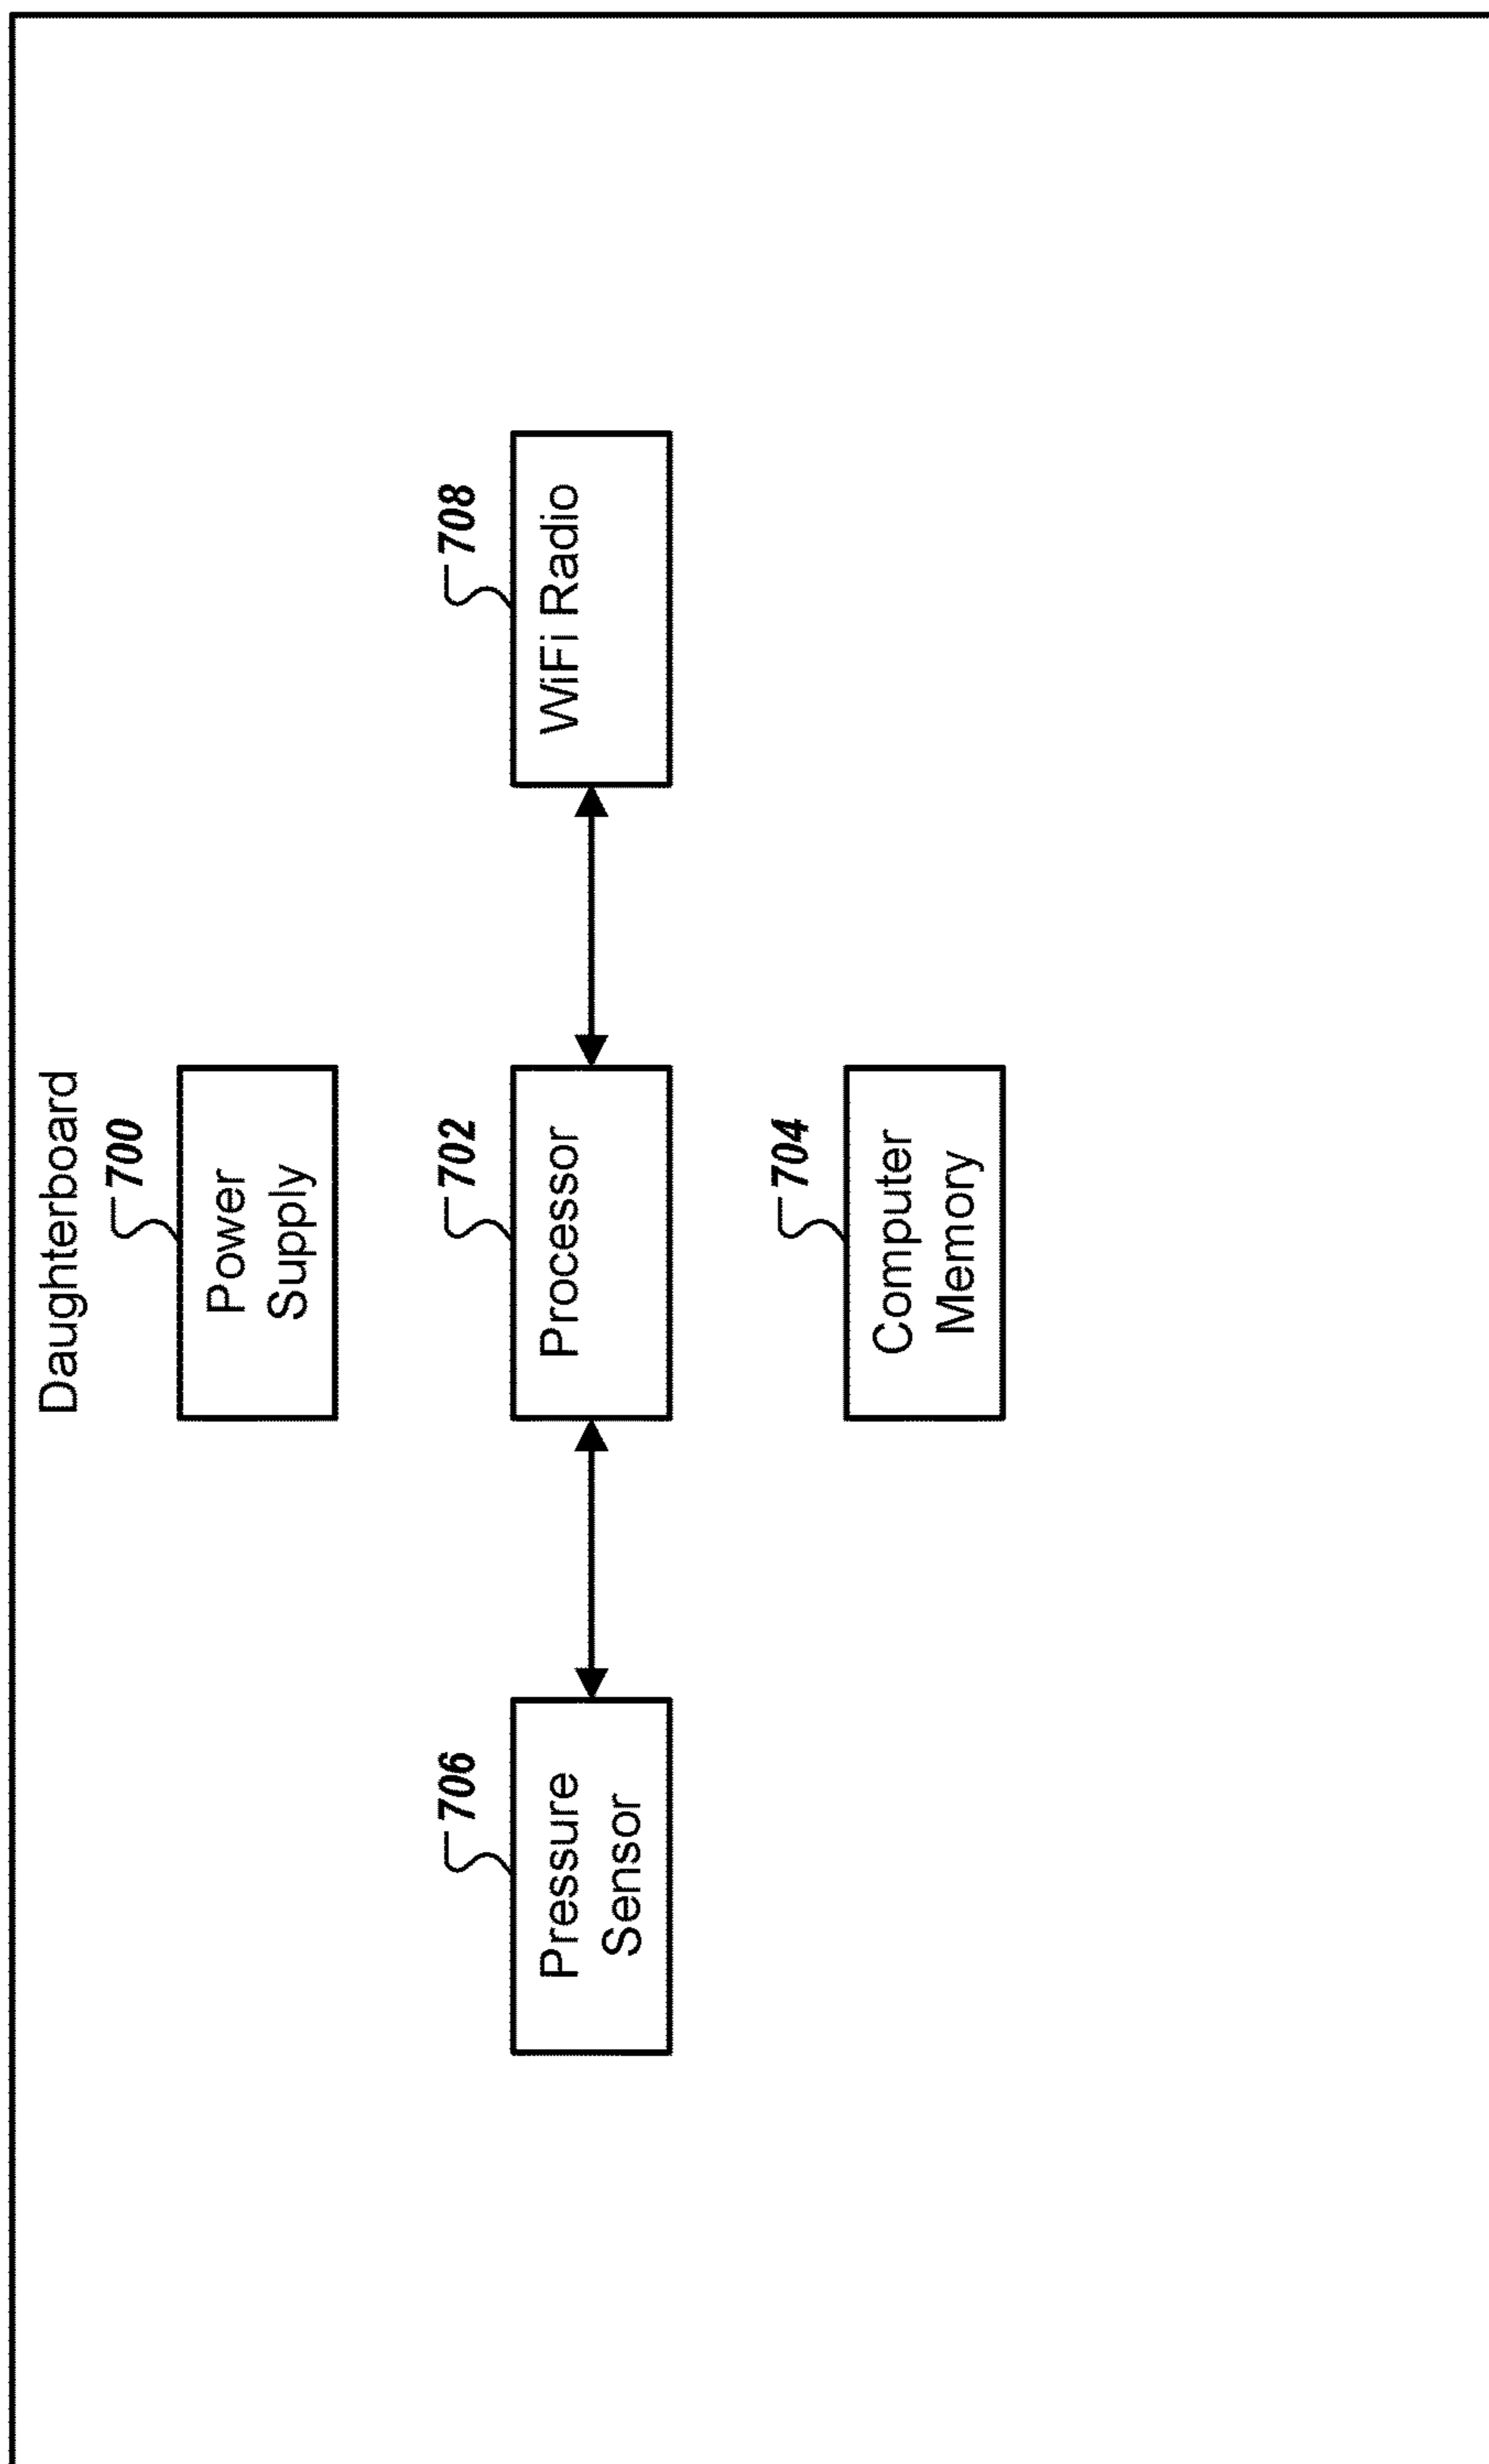 Daughterboard
700
Power
Supply
706
Pressure
Sensor
702
Processor
708
WiFi Radio
704
Computer
Memory